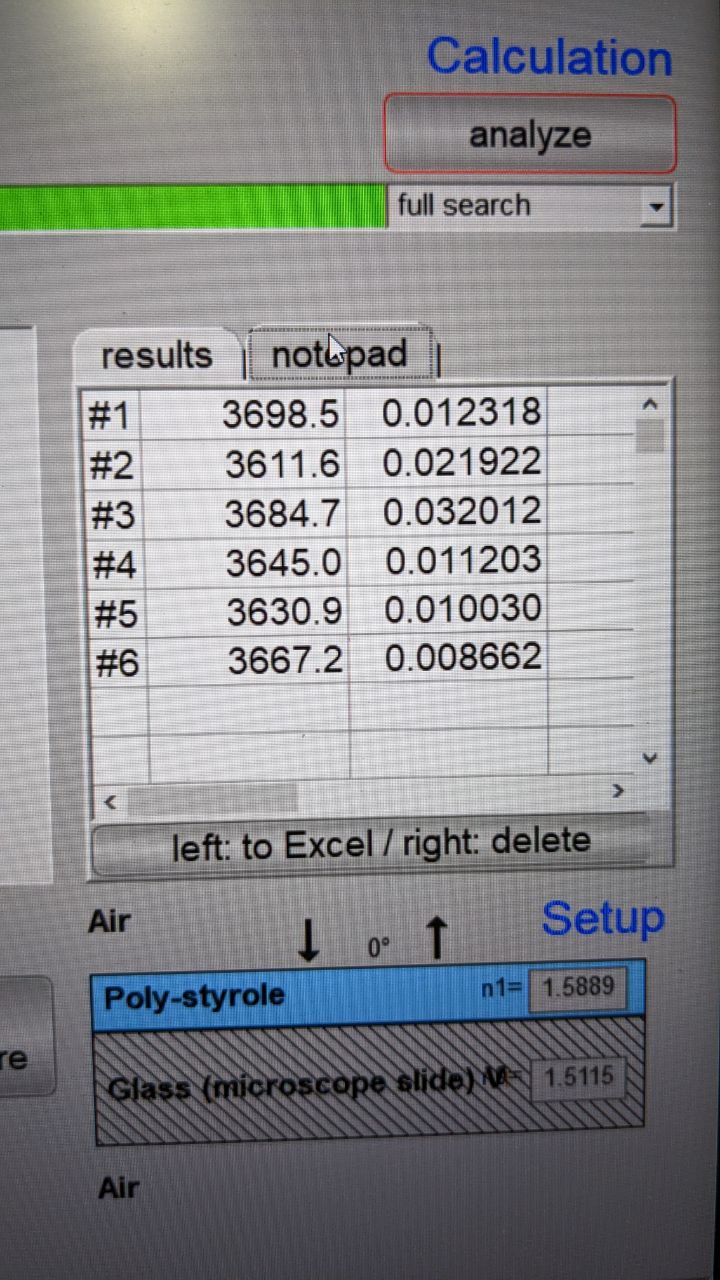 Calculation
analyze
full search
results notepad
#1 3698.5 0.012318
#2 3611.6 0.021922
#3 3684.7 0.032012
#4 3645.0 0.011203
#5 3630.9 0.010030
#6 3667.2 0.008662
left: to Excel / right: delete
Air
0°
Setup
Poly-styrole n1= 1.5889
re
Glass (microscope slide) 1.5115
Air